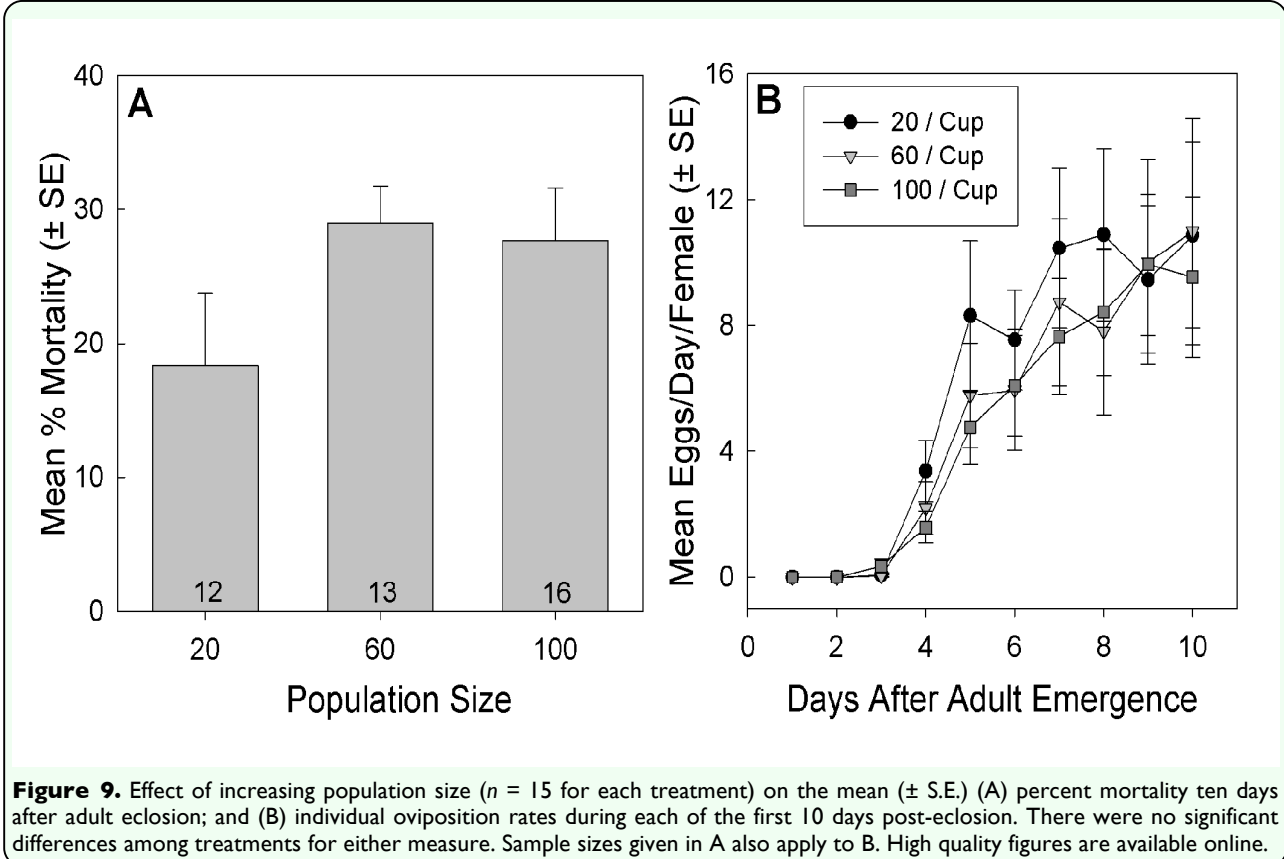 A
40
30
20
10
0
Mean % Mortality (± SE)
12
13
16
20
60
100
Population Size
B
16
12
8
4
0
Mean Eggs/Day/Female (± SE)
20 / Cup
60 / Cup
100 / Cup
0
2
4
6
8
10
Days After Adult Emergence
Figure 9. Effect of increasing population size (n = 15 for each treatment) on the mean (± S.E.) (A) percent mortality ten days
after adult eclosion; and (B) individual oviposition rates during each of the first 10 days post-eclosion. There were no significant
differences among treatments for either measure. Sample sizes given in A also apply to B. High quality figures are available online.